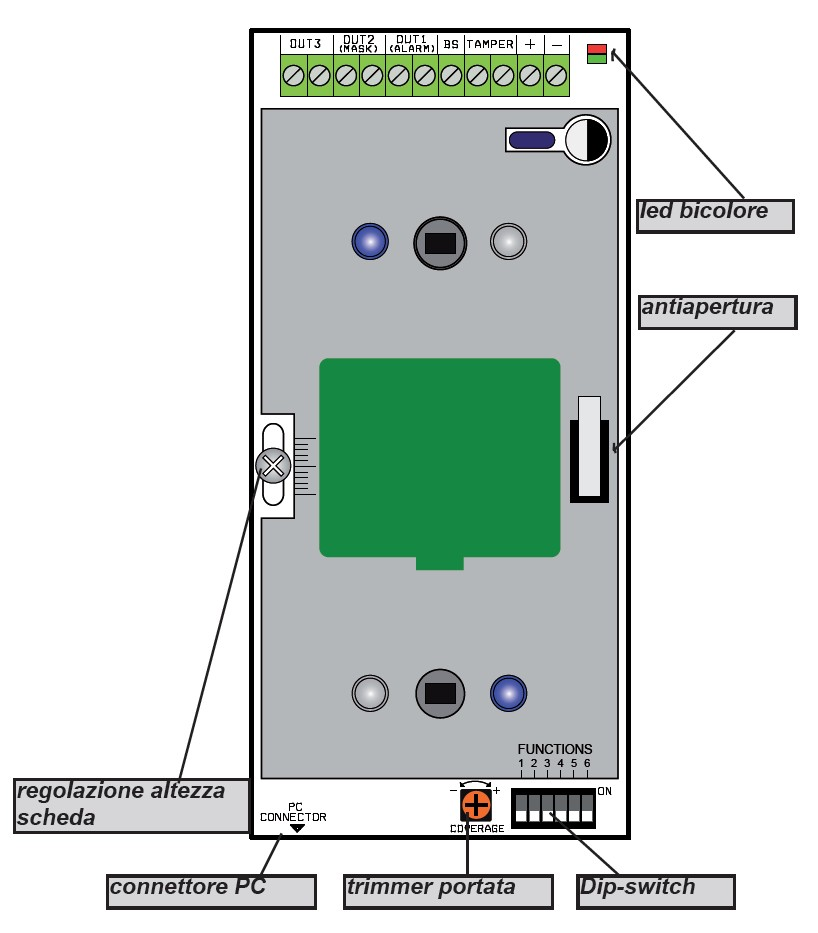 OUT3 OUT2 OUT1 BS TAMPER + −
(MASK) (ALARM)
led bicolore
antiapertura
FUNCTIONS
1 2 3 4 5 6
regolazione altezza
scheda
− +
ON
PC
CONNECTOR
COVERAGE
connettore PC
trimmer portata
Dip-switch